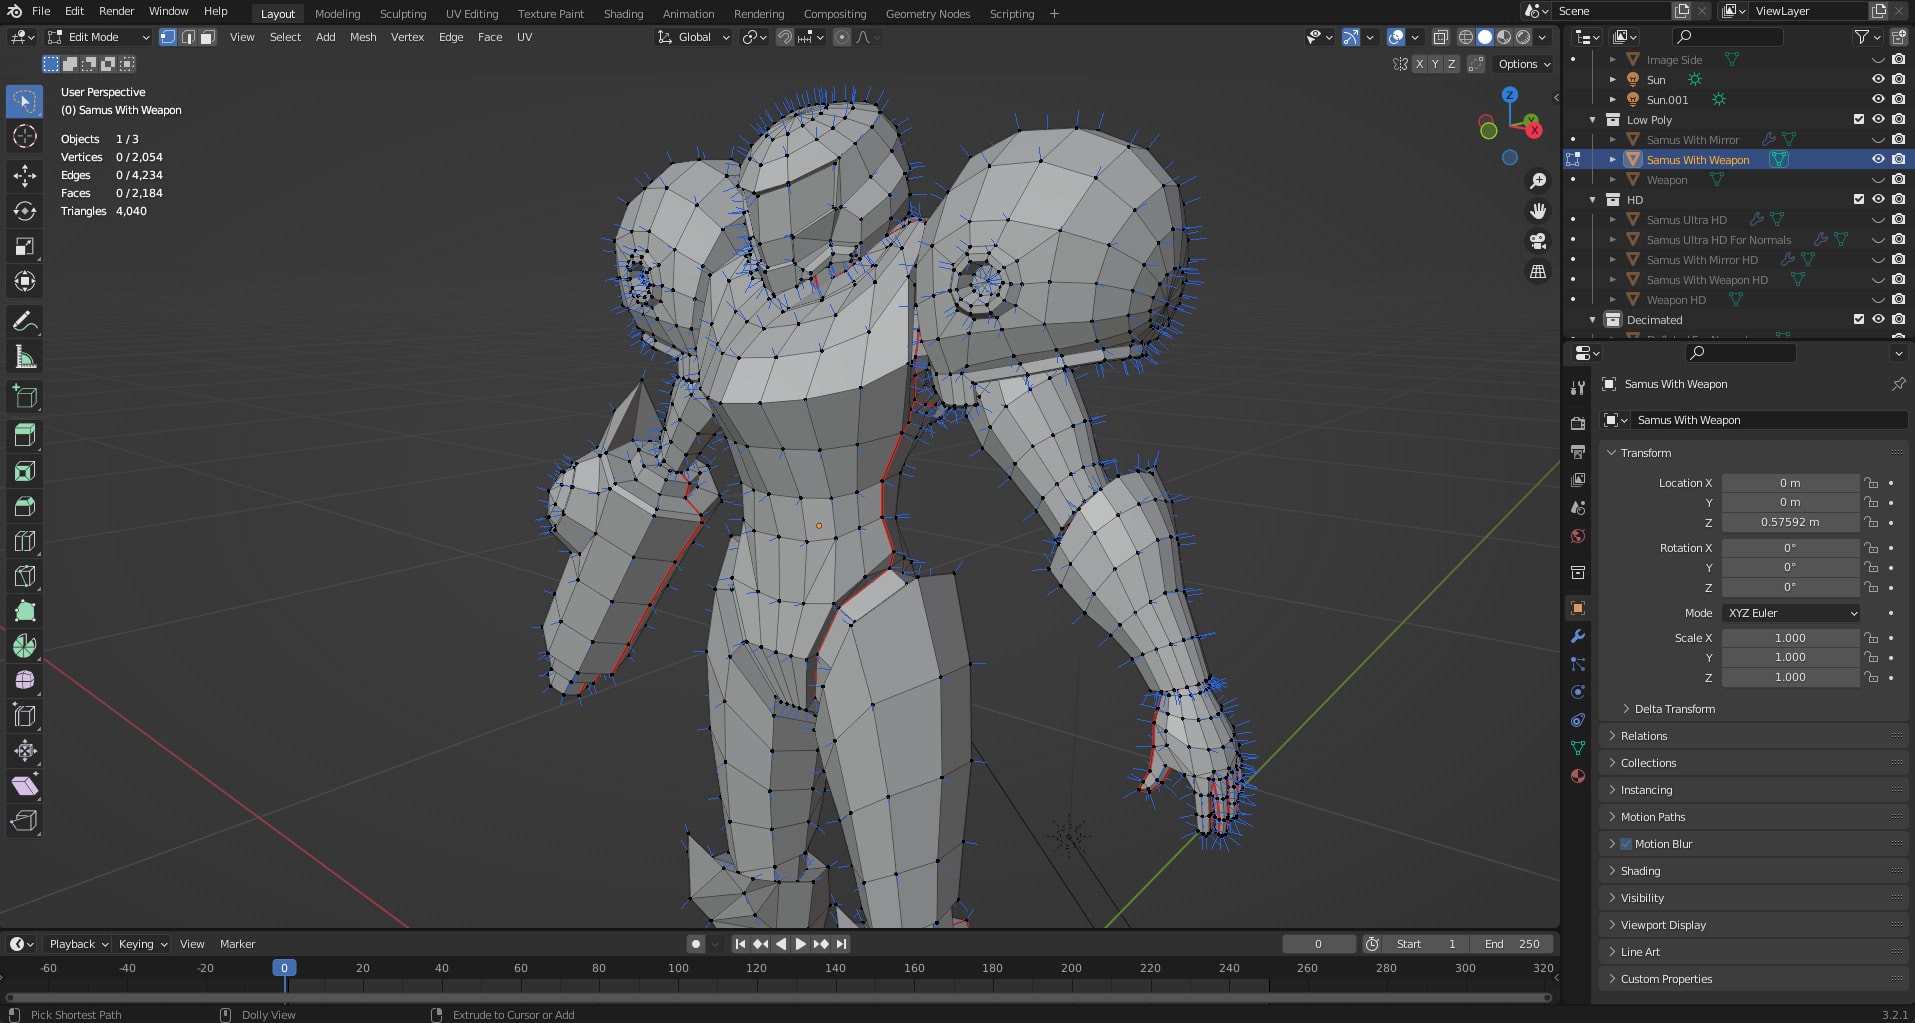 File Edit Render Window Help Layout Modeling Sculpting UV Editing Texture Paint Shading Animation Rendering Compositing Geometry Nodes Scripting + Scene ViewLayer
Edit Mode View Select Add Mesh Vertex Edge Face UV Global
X Y Z Options
User Perspective
(0) Samus With Weapon
Objects 1 / 3
Vertices 0 / 2,054
Edges 0 / 4,234
Faces 0 / 2,184
Triangles 4,040
Z
Y
X
Image Side
Sun
Sun.001
Low Poly
Samus With Mirror
Samus With Weapon
Weapon
HD
Samus Ultra HD
Samus Ultra HD For Normals
Samus With Mirror HD
Samus With Weapon HD
Weapon HD
Decimated
Samus With Weapon
Samus With Weapon
Transform
Location X 0 m
Y 0 m
Z 0.57592 m
Rotation X 0°
Y 0°
Z 0°
Mode XYZ Euler
Scale X 1.000
Y 1.000
Z 1.000
Delta Transform
Relations
Collections
Instancing
Motion Paths
Motion Blur
Shading
Visibility
Viewport Display
Line Art
Custom Properties
Playback Keying View Marker 0 Start 1 End 250
-60 -40 -20 0 20 40 60 80 100 120 140 160 180 200 220 240 260 280 300 320
Pick Shortest Path Dolly View Extrude to Cursor or Add 3.2.1